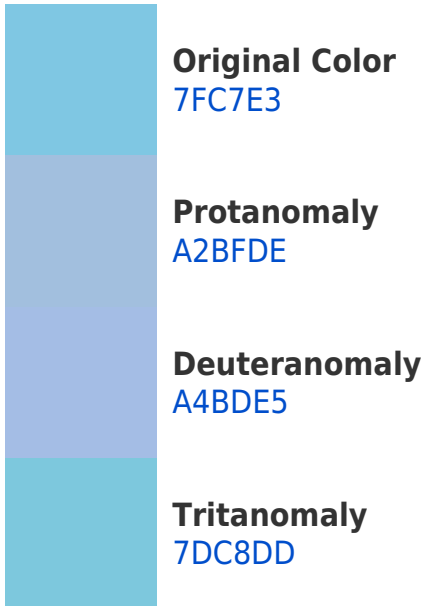 Original Color
7FC7E3
Protanomaly
A2BFDE
Deuteranomaly
A4BDE5
Tritanomaly
7DC8DD